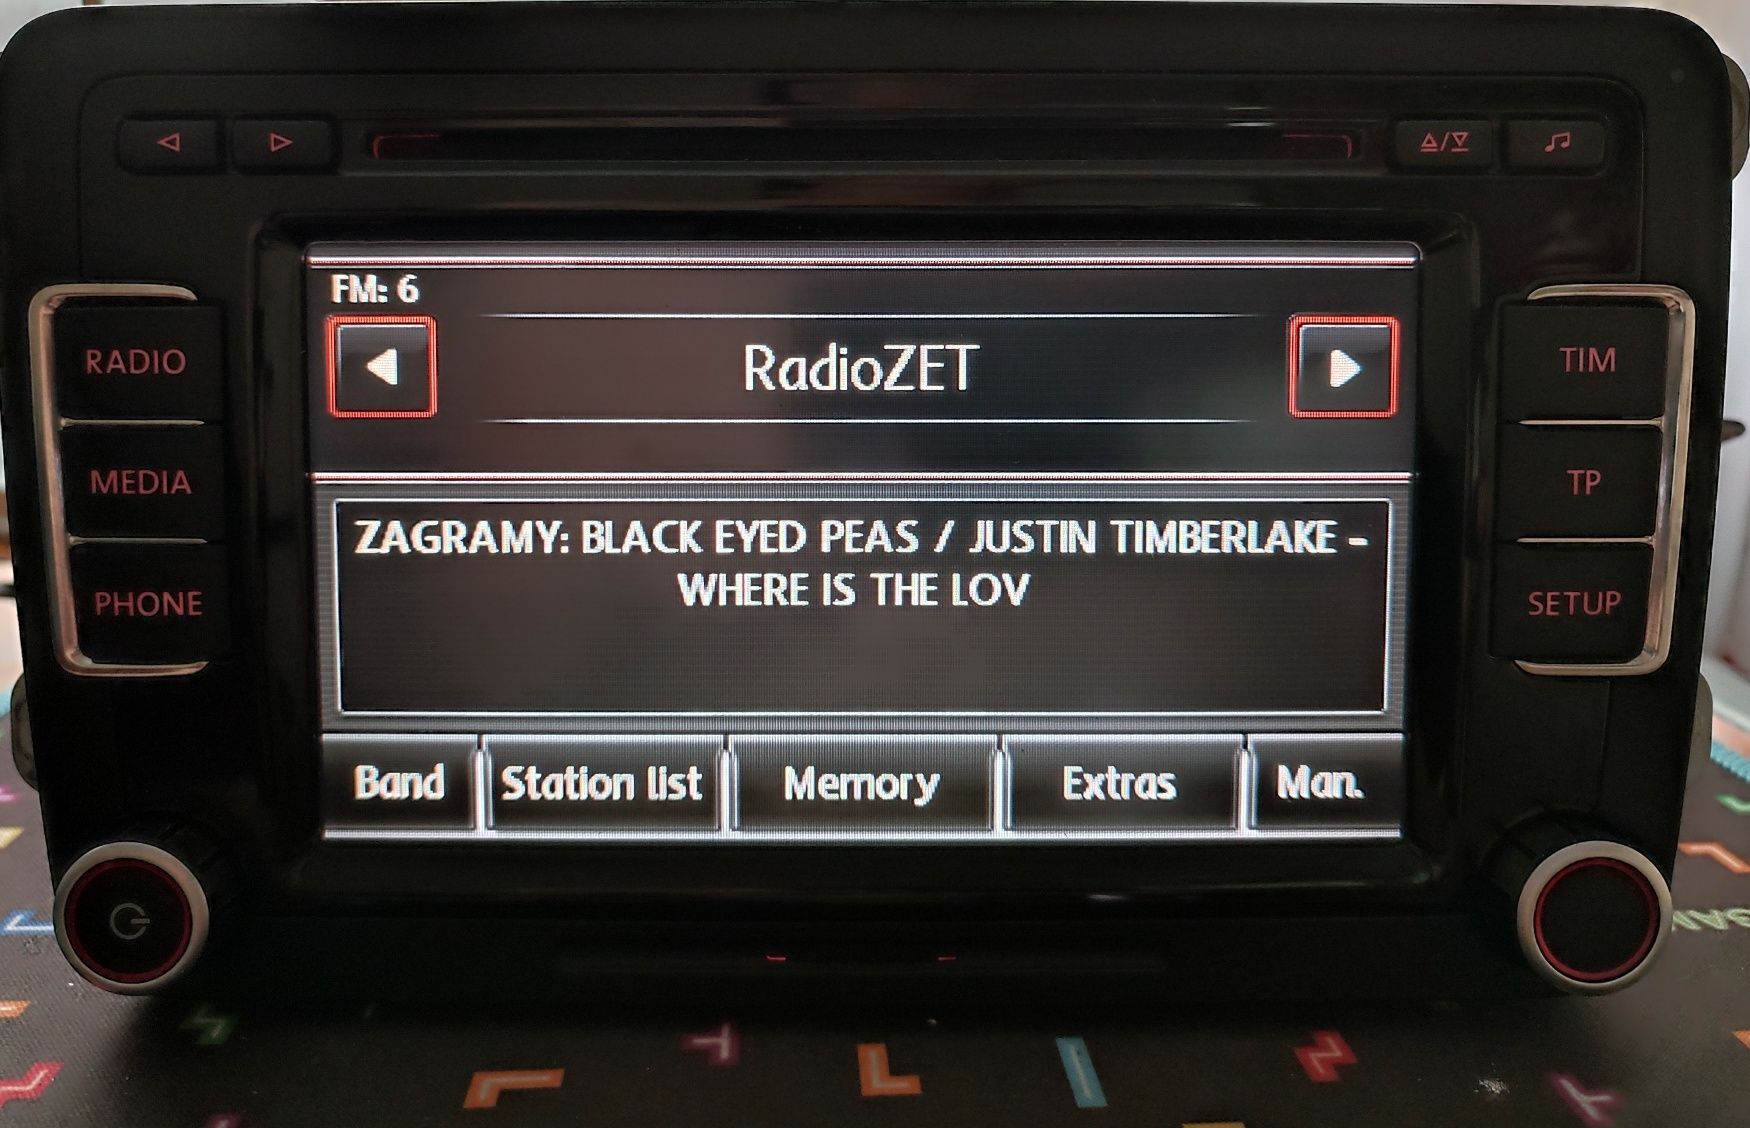 FM: 6
RadioZET
ZAGRAMY: BLACK EYED PEAS / JUSTIN TIMBERLAKE -
WHERE IS THE LOV
Band
Station list
Memory
Extras
Man.
RADIO
MEDIA
PHONE
TIM
TP
SETUP